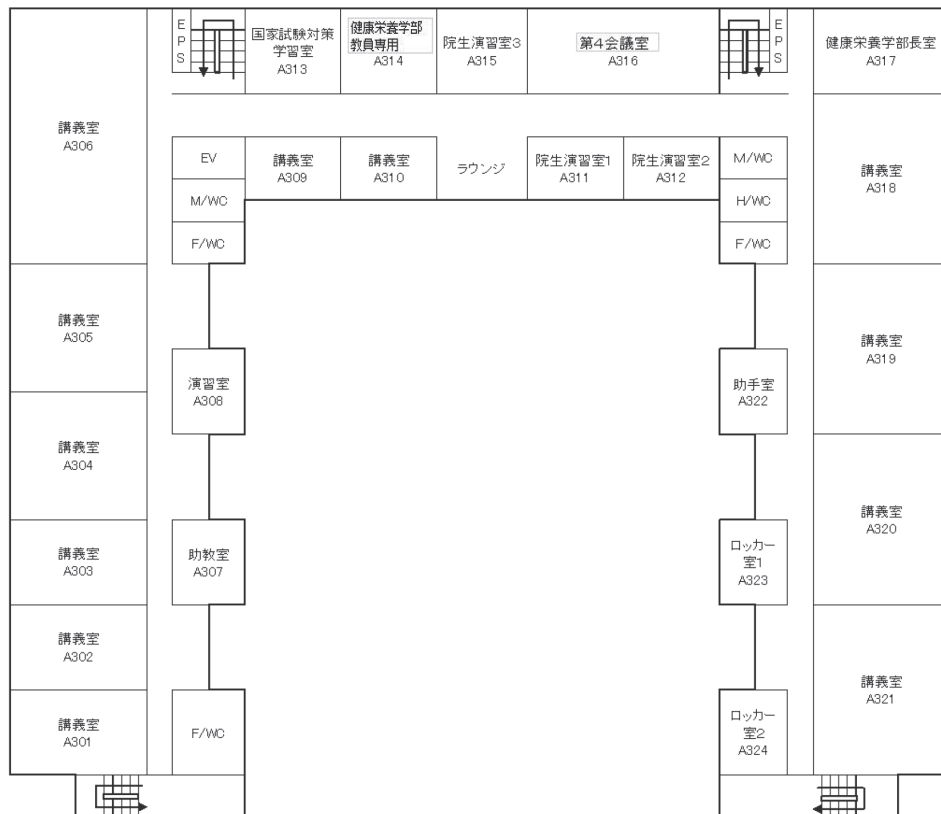 E
P
S
国家試験対策
学習室
A313
健康栄養学部
教員専用
A314
院生演習室3
A315
第4会議室
A316
E
P
S
健康栄養学部長室
A317
講義室
A306
EV
M/WC
F/WC
講義室
A309
講義室
A310
ラウンジ
院生演習室1
A311
院生演習室2
A312
M/WC
H/WC
F/WC
講義室
A318
講義室
A305
演習室
A308
助手室
A322
講義室
A319
講義室
A304
講義室
A303
助教室
A307
ロッカー
室1
A323
講義室
A320
講義室
A302
講義室
A301
F/WC
ロッカー
室2
A324
講義室
A321